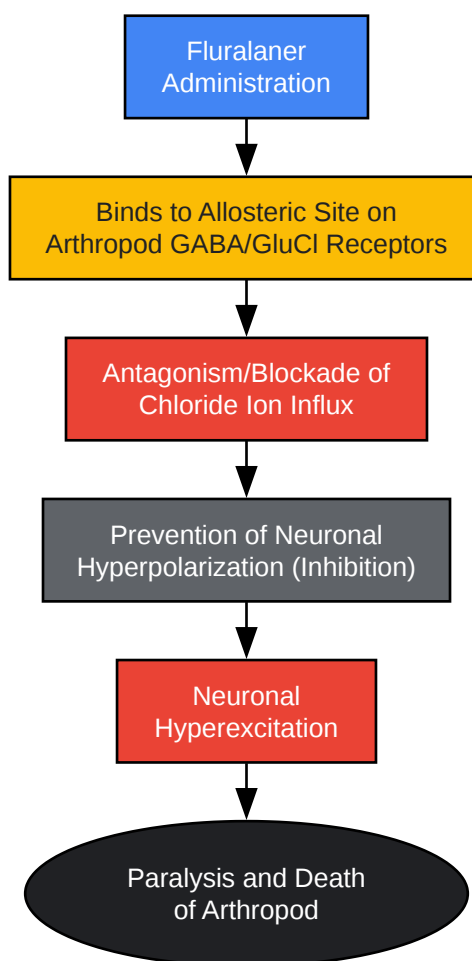 Fluralaner
Administration
Binds to Allosteric Site on
Arthropod GABA/GluCl Receptors
Antagonism/Blockade of
Chloride Ion Influx
Prevention of Neuronal
Hyperpolarization (Inhibition)
Neuronal
Hyperexcitation
Paralysis and Death
of Arthropod